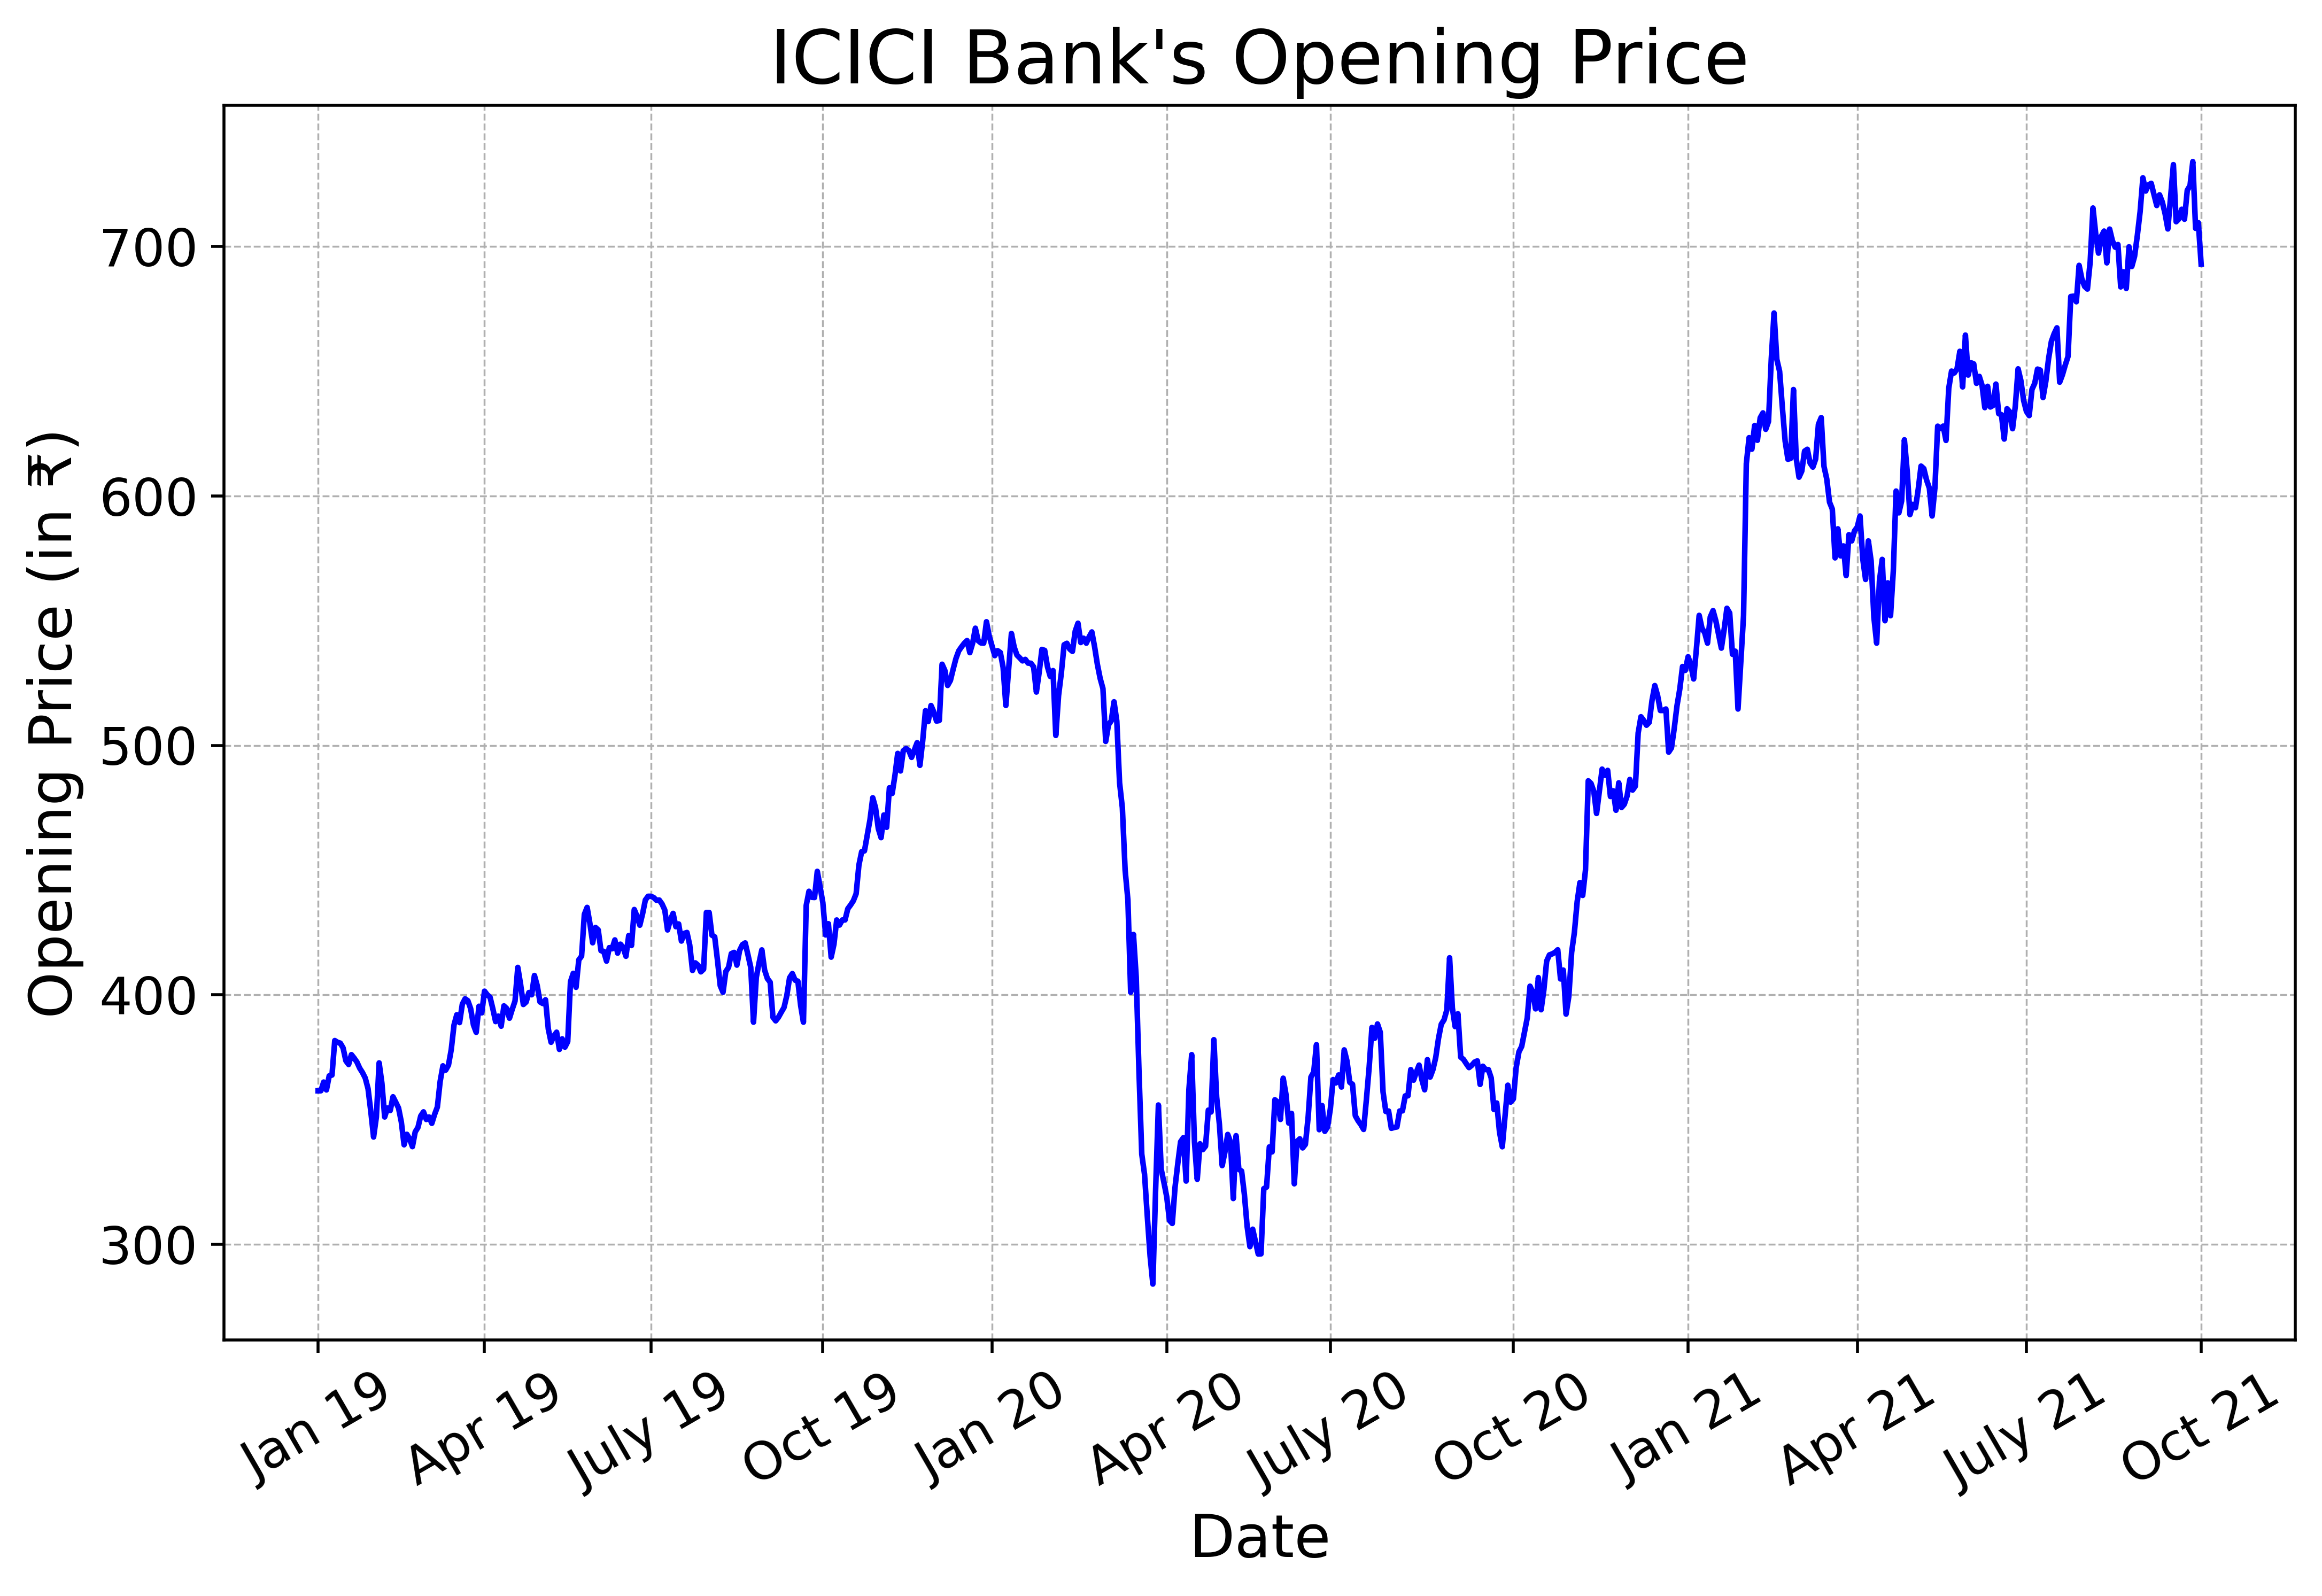 ICICI Bank's Opening Price
Opening Price (in ₹)
700
600
500
400
300
Jan 19
Apr 19
July 19
Oct 19
Jan 20
Apr 20
July 20
Oct 20
Jan 21
Apr 21
July 21
Oct 21
Date